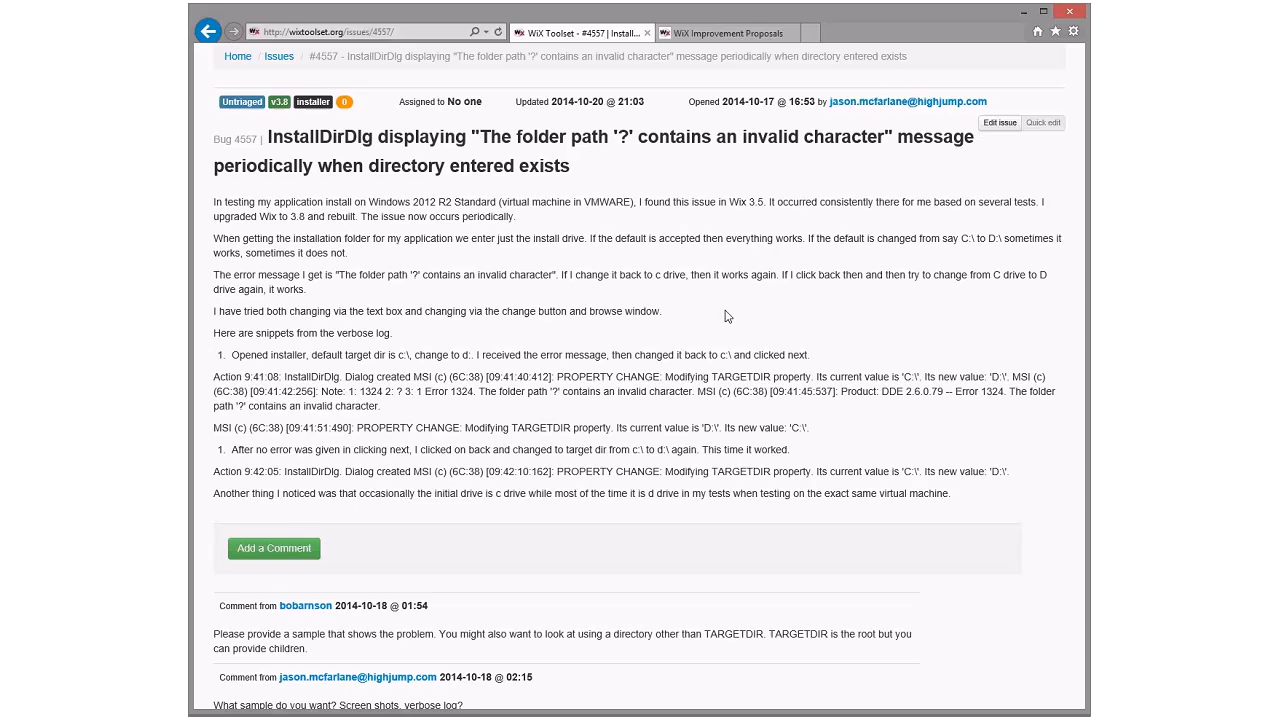 http://wixtoolset.org/issues/4557/
WiX Toolset - #4557 | Install...
WiX Improvement Proposals
Home / Issues / #4557 - InstallDirDlg displaying "The folder path '?' contains an invalid character" message periodically when directory entered exists
Untriaged v3.8 installer 0 Assigned to No one Updated 2014-10-20 @ 21:03 Opened 2014-10-17 @ 16:53 by jason.mcfarlane@highjump.com
Edit issue Quick edit
Bug 4557 | InstallDirDlg displaying "The folder path '?' contains an invalid character" message
periodically when directory entered exists
In testing my application install on Windows 2012 R2 Standard (virtual machine in VMWARE), I found this issue in Wix 3.5. It occurred consistently there for me based on several tests. I
upgraded Wix to 3.8 and rebuilt. The issue now occurs periodically.
When getting the installation folder for my application we enter just the install drive. If the default is accepted then everything works. If the default is changed from say C:\ to D:\ sometimes it
works, sometimes it does not.
The error message I get is "The folder path '?' contains an invalid character". If I change it back to c drive, then it works again. If I click back then and then try to change from C drive to D
drive again, it works.
I have tried both changing via the text box and changing via the change button and browse window.
Here are snippets from the verbose log.
1. Opened installer, default target dir is c:\, change to d:. I received the error message, then changed it back to c:\ and clicked next.
Action 9:41:08: InstallDirDlg. Dialog created MSI (c) (6C:38) [09:41:40:412]: PROPERTY CHANGE: Modifying TARGETDIR property. Its current value is 'C:\'. Its new value: 'D:\'. MSI (c)
(6C:38) [09:41:42:256]: Note: 1: 1324 2: ? 3: 1 Error 1324. The folder path '?' contains an invalid character. MSI (c) (6C:38) [09:41:45:537]: Product: DDE 2.6.0.79 -- Error 1324. The folder
path '?' contains an invalid character.
MSI (c) (6C:38) [09:41:51:490]: PROPERTY CHANGE: Modifying TARGETDIR property. Its current value is 'D:\'. Its new value: 'C:\'.
1. After no error was given in clicking next, I clicked on back and changed to target dir from c:\ to d:\ again. This time it worked.
Action 9:42:05: InstallDirDlg. Dialog created MSI (c) (6C:38) [09:42:10:162]: PROPERTY CHANGE: Modifying TARGETDIR property. Its current value is 'C:\'. Its new value: 'D:\'.
Another thing I noticed was that occasionally the initial drive is c drive while most of the time it is d drive in my tests when testing on the exact same virtual machine.
Add a Comment
Comment from bobarnson 2014-10-18 @ 01:54
Please provide a sample that shows the problem. You might also want to look at using a directory other than TARGETDIR. TARGETDIR is the root but you
can provide children.
Comment from jason.mcfarlane@highjump.com 2014-10-18 @ 02:15
What sample do you want? Screen shots, verbose log?